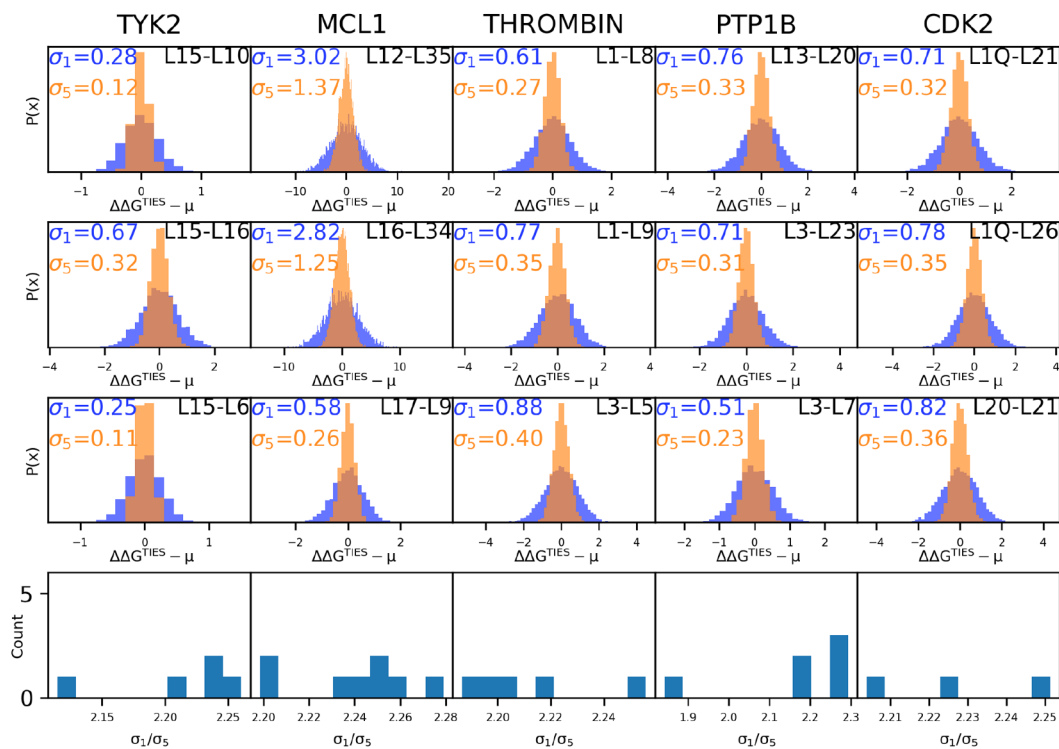 TYK2 MCL1 THROMBIN PTP1B CDK2
σ1=0.28 L15-L10 σ1=3.02 L12-L35 σ1=0.61 L1-L8 σ1=0.76 L13-L20 σ1=0.71 L1Q-L21
σ5=0.12 σ5=1.37 σ5=0.27 σ5=0.33 σ5=0.32
P(x)
−1 0 1 −10 0 10 20 −2 0 2 −4 −2 0 2 4 −2 0 2
ΔΔG^TIES − μ ΔΔG^TIES − μ ΔΔG^TIES − μ ΔΔG^TIES − μ ΔΔG^TIES − μ
σ1=0.67 L15-L16 σ1=2.82 L16-L34 σ1=0.77 L1-L9 σ1=0.71 L3-L23 σ1=0.78 L1Q-L26
σ5=0.32 σ5=1.25 σ5=0.35 σ5=0.31 σ5=0.35
P(x)
−4 −2 0 2 −10 0 10 −4 −2 0 2 4 −2 0 2 4 −4 −2 0 2 4
ΔΔG^TIES − μ ΔΔG^TIES − μ ΔΔG^TIES − μ ΔΔG^TIES − μ ΔΔG^TIES − μ
σ1=0.25 L15-L6 σ1=0.58 L17-L9 σ1=0.88 L3-L5 σ1=0.51 L3-L7 σ1=0.82 L20-L21
σ5=0.11 σ5=0.26 σ5=0.40 σ5=0.23 σ5=0.36
P(x)
−1 0 1 −2 0 2 −4 −2 0 2 4 −2 −1 0 1 2 −4 −2 0 2 4
ΔΔG^TIES − μ ΔΔG^TIES − μ ΔΔG^TIES − μ ΔΔG^TIES − μ ΔΔG^TIES − μ
5
Count
0
2.15 2.20 2.25 2.20 2.22 2.24 2.26 2.28 2.20 2.22 2.24 1.9 2.0 2.1 2.2 2.3 2.21 2.22 2.23 2.24 2.25
σ1/σ5 σ1/σ5 σ1/σ5 σ1/σ5 σ1/σ5